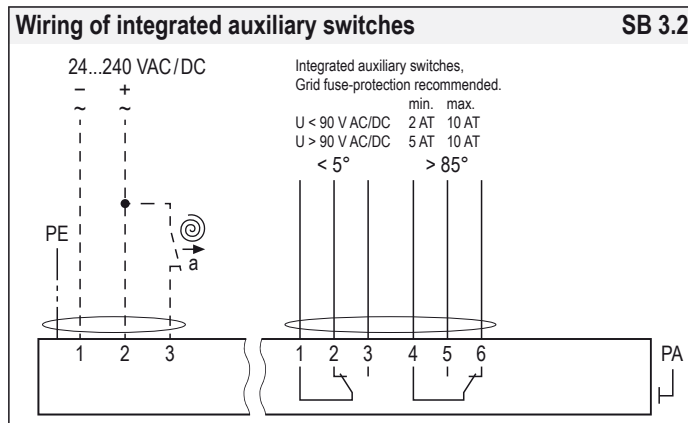 Wiring of integrated auxiliary switches SB 3.2
24...240 VAC/DC
– +
~ ~
Integrated auxiliary switches,
Grid fuse-protection recommended.
min. max.
U < 90 V AC/DC 2 AT 10 AT
U > 90 V AC/DC 5 AT 10 AT
< 5° > 85°
PE
a
1 2 3 1 2 3 4 5 6 PA